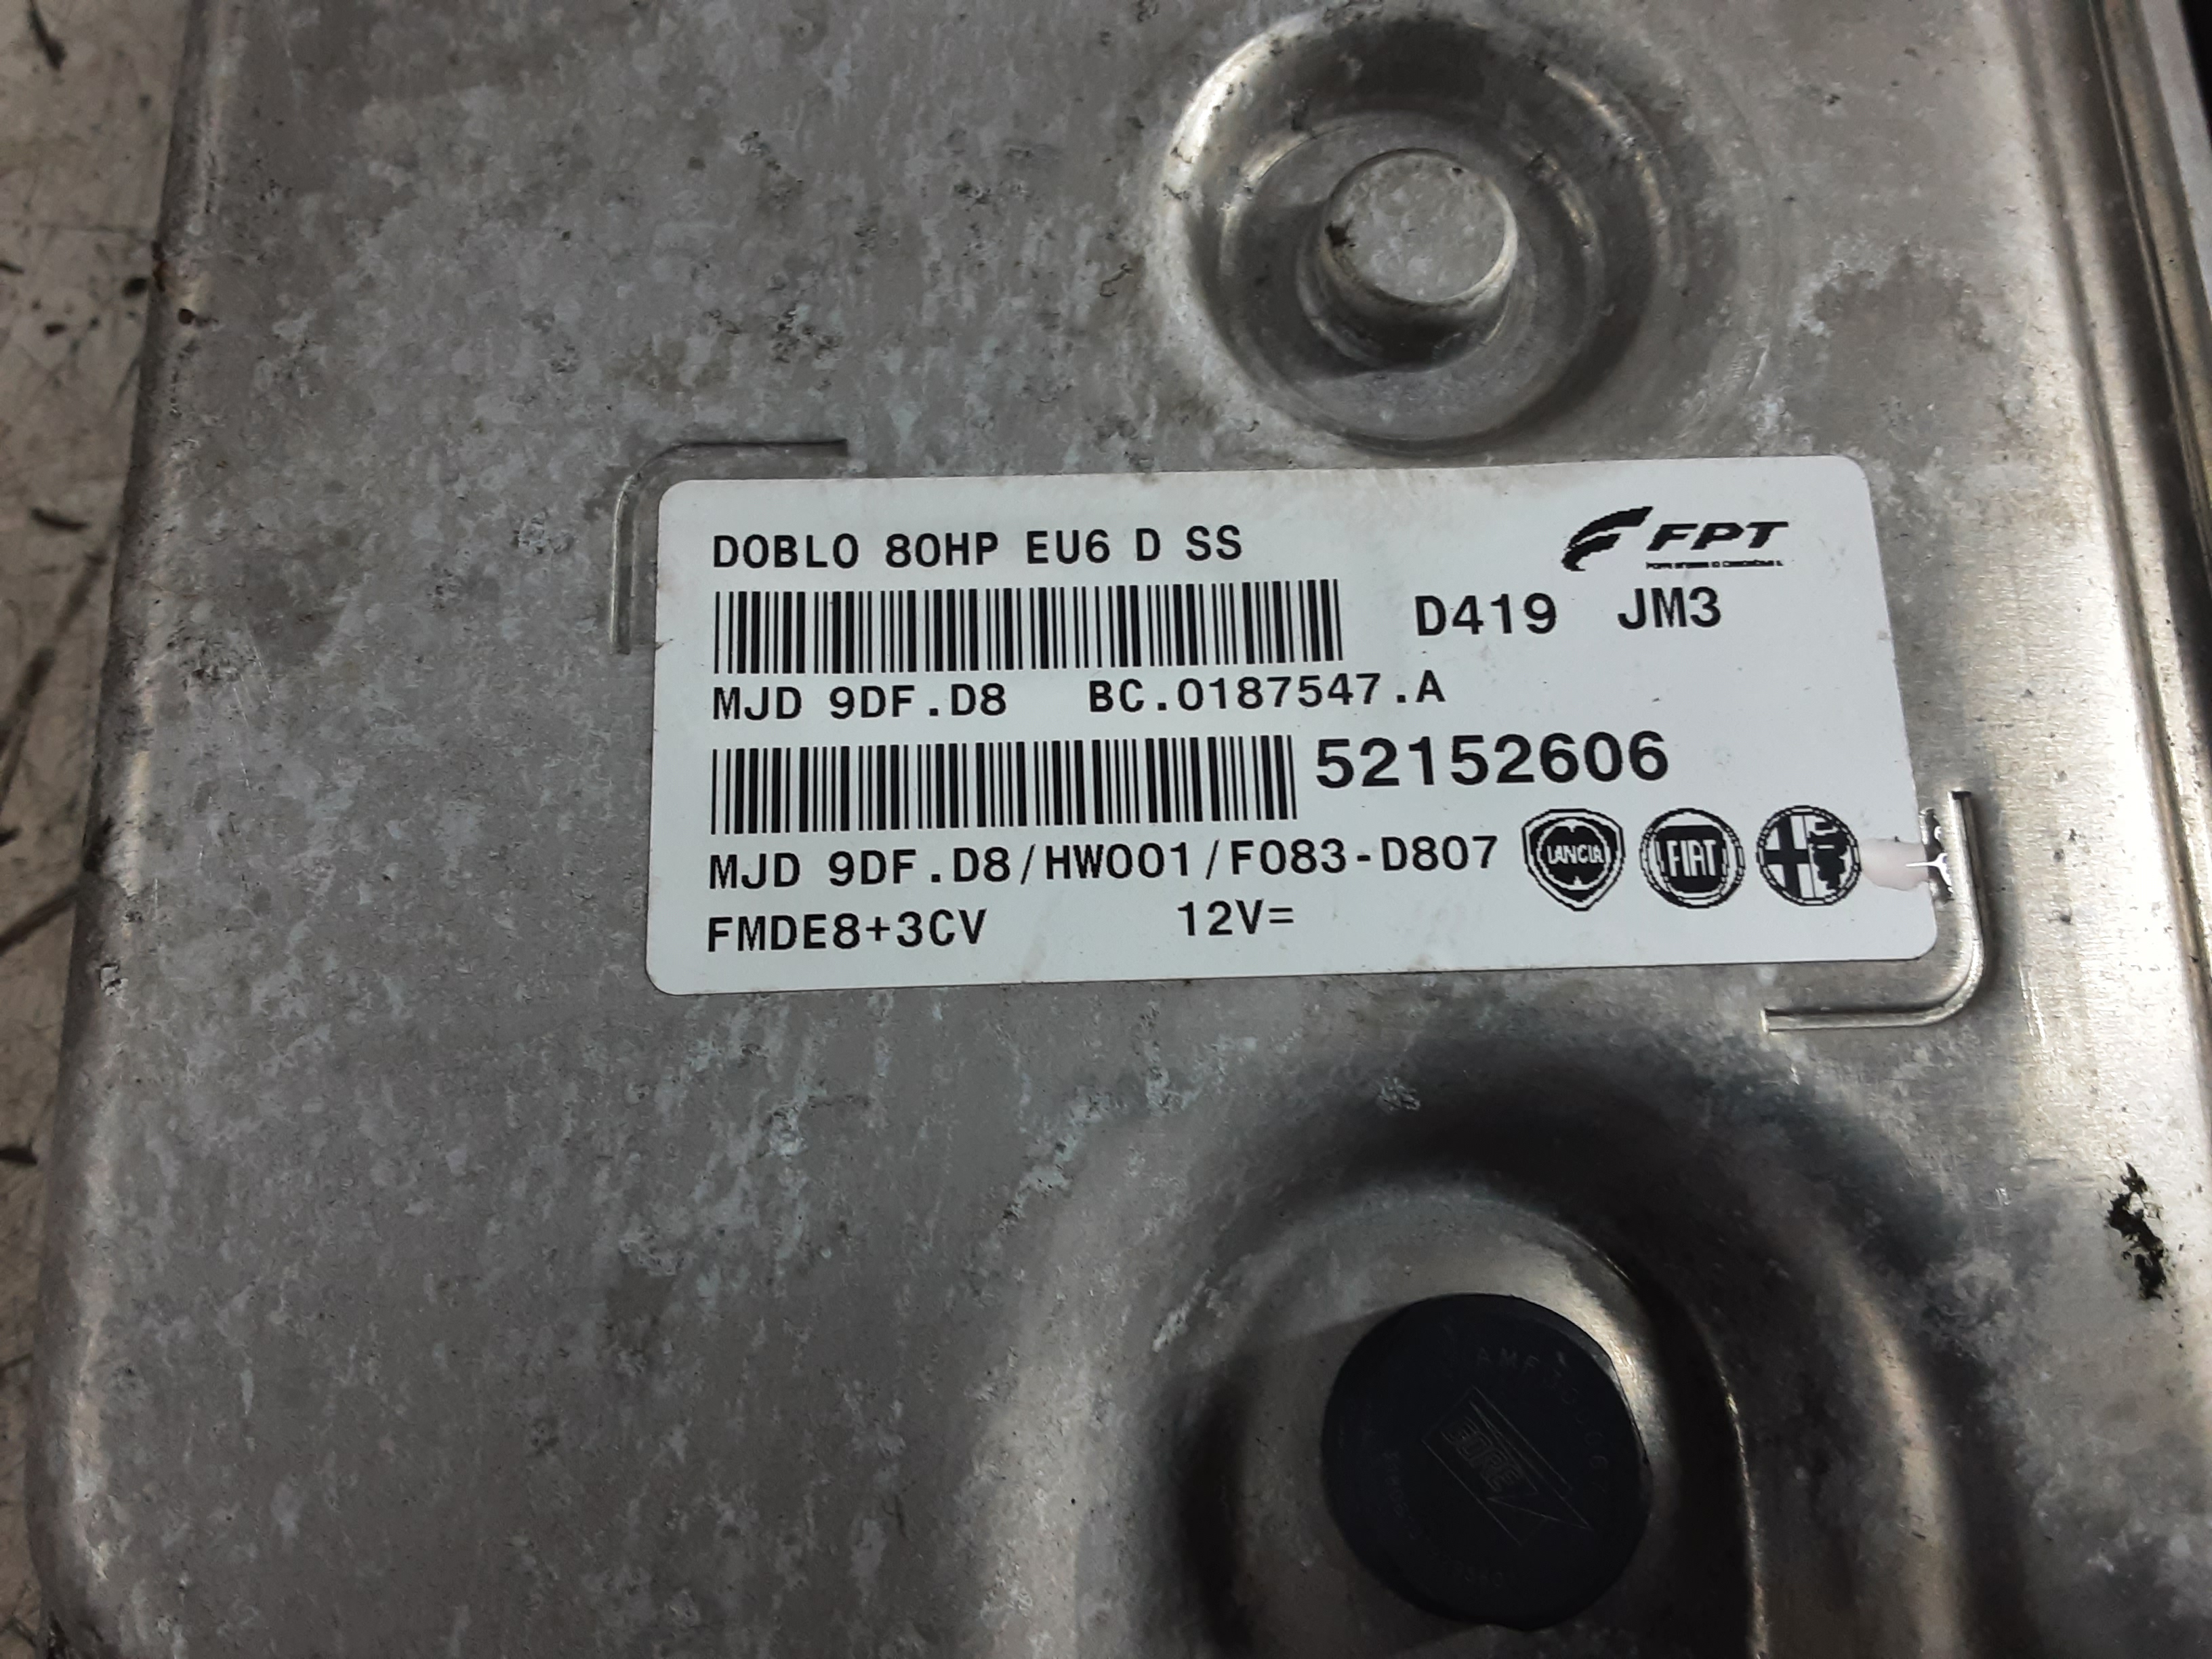 DOBLO 80HP EU6 D SS
FPT
D419 JM3
MJD 9DF.D8 BC.0187547.A
52152606
MJD 9DF.D8/HW001/F083-D807
LANCIA
FIAT
FMDE8+3CV 12V=
GORE